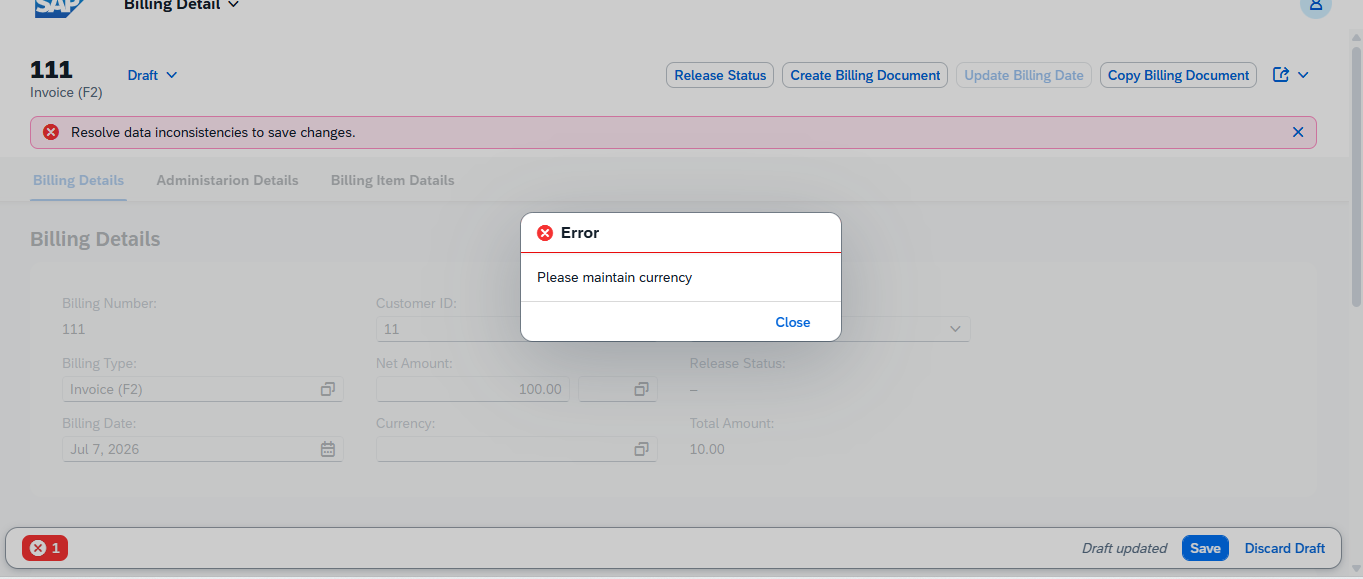 SAP
Billing Detail
111
Draft
Release Status
Create Billing Document
Update Billing Date
Copy Billing Document
Invoice (F2)
Resolve data inconsistencies to save changes.
Billing Details
Administarion Details
Billing Item Datails
Error
Billing Details
Please maintain currency
Billing Number:
Customer ID:
111
11
Close
Billing Type:
Net Amount:
Release Status:
Invoice (F2)
100.00
–
Billing Date:
Currency:
Total Amount:
Jul 7, 2026
10.00
1
Draft updated
Save
Discard Draft